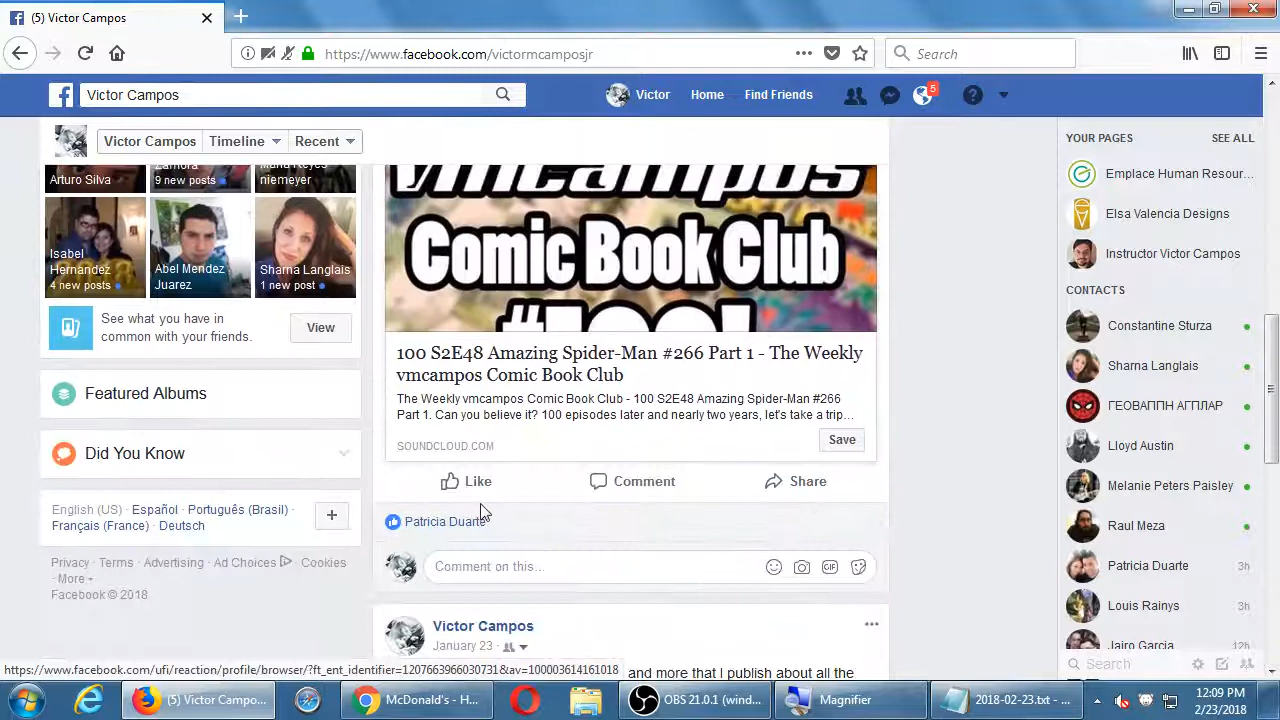 (5) Victor Campos
https://www.facebook.com/victormcamposjr
Search
Victor Campos
Victor
Home
Find Friends
5
Victor Campos
Timeline
Recent
Arturo Silva
9 new posts
niemeyer
Isabel
Hernandez
4 new posts
Abel Mendez
Juarez
Sharna Langlais
1 new post
See what you have in
common with your friends.
View
Featured Albums
Did You Know
English (US) · Español · Português (Brasil) ·
Français (France) · Deutsch
Privacy · Terms · Advertising · Ad Choices · Cookies
· More
Facebook © 2018
vmcampos
Comic Book Club
#100!
100 S2E48 Amazing Spider-Man #266 Part 1 - The Weekly
vmcampos Comic Book Club
The Weekly vmcampos Comic Book Club - 100 S2E48 Amazing Spider-Man #266
Part 1. Can you believe it? 100 episodes later and nearly two years, let's take a trip...
SOUNDCLOUD.COM
Save
Like
Comment
Share
Patricia Duarte
Comment on this...
GIF
Victor Campos
January 23 ·
and more that I publish about all the
YOUR PAGES
SEE ALL
Emplace Human Resour...
Elsa Valencia Designs
Instructor Victor Campos
CONTACTS
Constantine Sturza
Sharna Langlais
ГЕОВАППН АГПЛАР
Lloyd Austin
Melanie Peters Paisley
Raul Meza
Patricia Duarte 3h
Louis Rainys 3h
Jairo Garcia 12h
Search
https://www.facebook.com/ufi/reaction/profile/browser/?ft_ent_identifier=1207663966030731&av=100003614161018
(5) Victor Campo...
McDonald's - H...
OBS 21.0.1 (wind...
Magnifier
2018-02-23.txt - ...
12:09 PM
2/23/2018